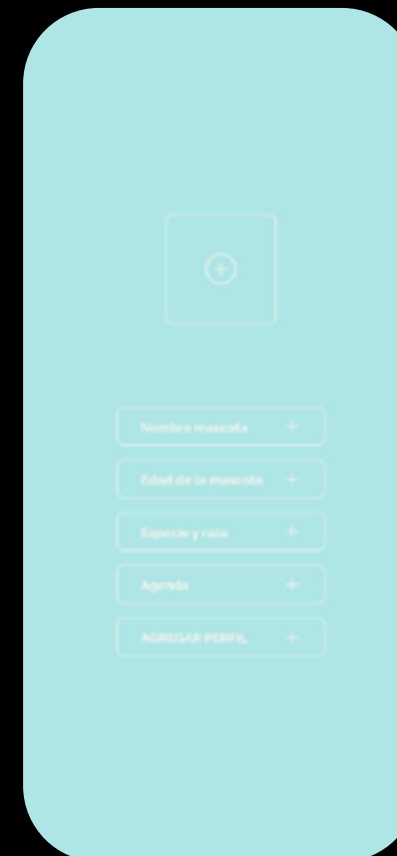 Nombre mascota
Edad de la mascota
Especie y raza
Agenda
AGREGAR PERFIL